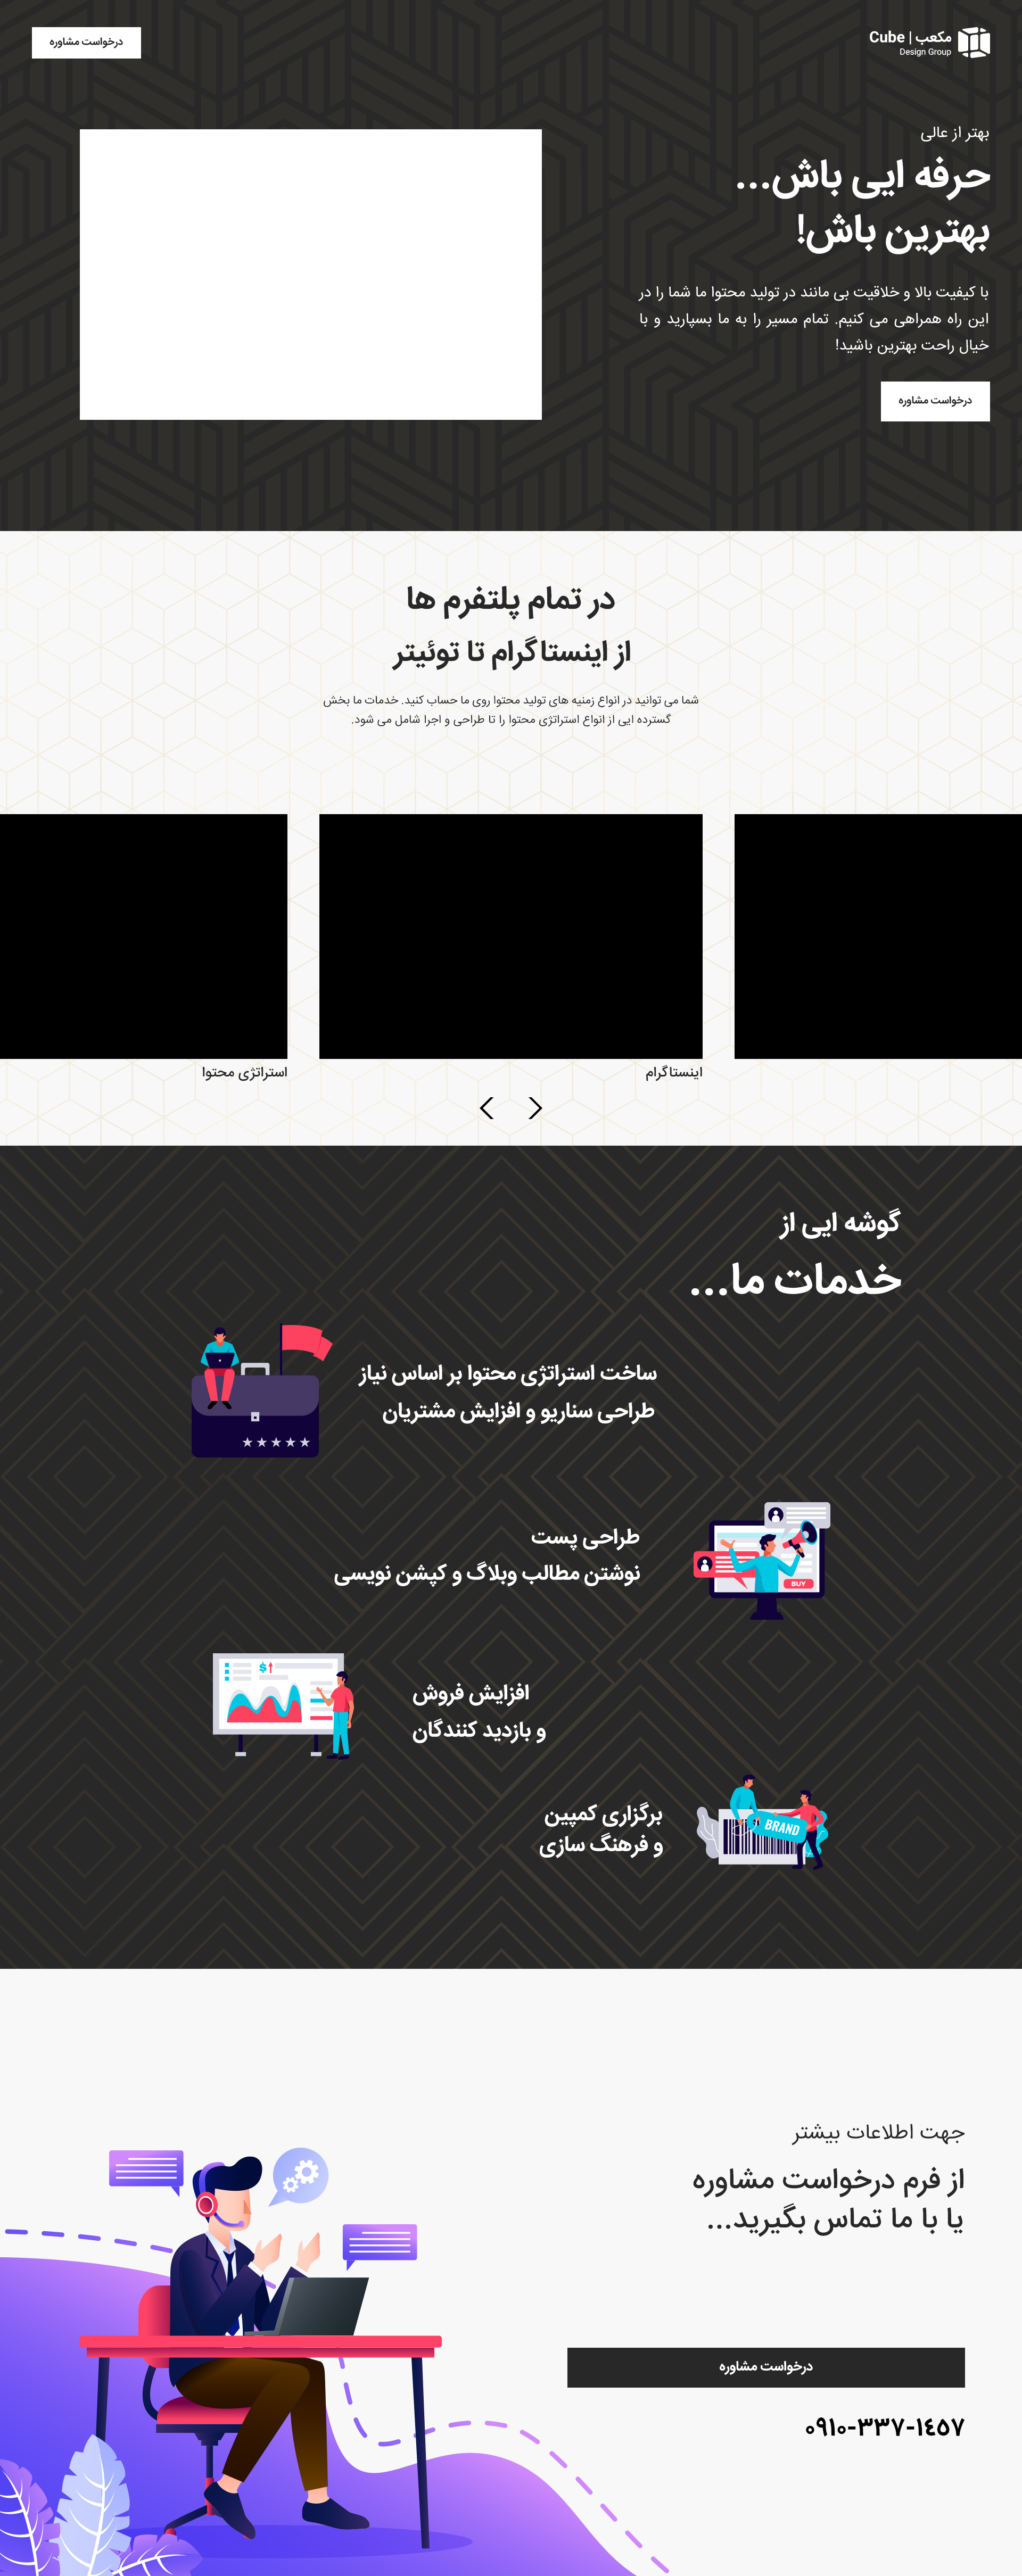 مکعب | Cube
Design Group
درخواست مشاوره
بهتر از عالی
حرفه ایی باش...
بهترین باش!
با کیفیت بالا و خلاقیت بی مانند در تولید محتوا ما شما را در
این راه همراهی می کنیم. تمام مسیر را به ما بسپارید و با
خیال راحت بهترین باشید!
درخواست مشاوره
در تمام پلتفرم ها
از اینستاگرام تا توئیتر
شما می توانید در انواع زمنیه های تولید محتوا روی ما حساب کنید. خدمات ما بخش
گسترده ایی از انواع استراتژی محتوا را تا طراحی و اجرا شامل می شود.
اینستاگرام
استراتژی محتوا
گوشه ایی از
خدمات ما...
ساخت استراتژی محتوا بر اساس نیاز
طراحی سناریو و افزایش مشتریان
طراحی پست
نوشتن مطالب وبلاگ و کپشن نویسی
BUY
$
افزایش فروش
و بازدید کنندگان
برگزاری کمپین
و فرهنگ سازی
BRAND
جهت اطلاعات بیشتر
از فرم درخواست مشاوره
یا با ما تماس بگیرید...
درخواست مشاوره
٠٩١٠-٣٣٧-١٤٥٧